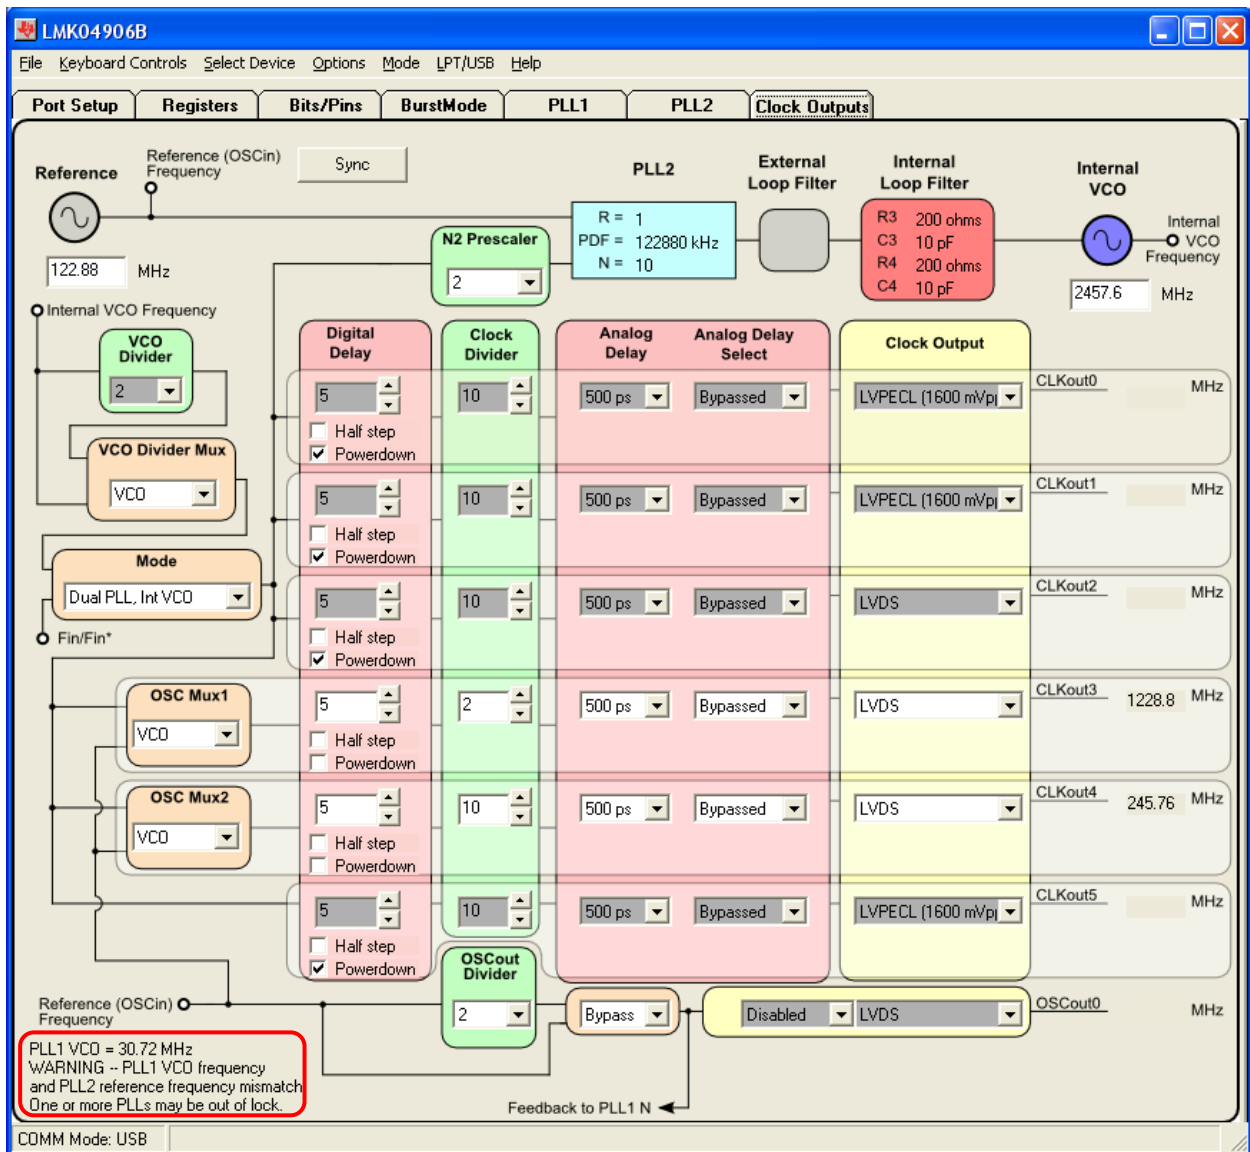 LMK04906B
File Keyboard Controls Select Device Options Mode LPT/USB Help
Port Setup Registers Bits/Pins BurstMode PLL1 PLL2 Clock Outputs
Reference
Reference (OSCin)
Frequency
Sync
122.88 MHz
PLL2
R = 1
PDF = 122880 kHz
N = 10
N2 Prescaler
2
External
Loop Filter
Internal
Loop Filter
R3 200 ohms
C3 10 pF
R4 200 ohms
C4 10 pF
Internal
VCO
Internal
VCO
Frequency
2457.6 MHz
Internal VCO Frequency
VCO
Divider
2
VCO Divider Mux
VCO
Mode
Dual PLL, Int VCO
Fin/Fin*
Digital
Delay
Clock
Divider
Analog
Delay
Analog Delay
Select
Clock Output
5 10 500 ps Bypassed LVPECL (1600 mVp CLKout0 MHz
Half step
Powerdown
5 10 500 ps Bypassed LVPECL (1600 mVp CLKout1 MHz
Half step
Powerdown
5 10 500 ps Bypassed LVDS CLKout2 MHz
Half step
Powerdown
OSC Mux1
VCO
5 2 500 ps Bypassed LVDS CLKout3 1228.8 MHz
Half step
Powerdown
OSC Mux2
VCO
5 10 500 ps Bypassed LVDS CLKout4 245.76 MHz
Half step
Powerdown
5 10 500 ps Bypassed LVPECL (1600 mVp CLKout5 MHz
Half step
Powerdown
Reference (OSCin)
Frequency
OSCout
Divider
2
Bypass
Disabled LVDS OSCout0 MHz
PLL1 VCO = 30.72 MHz
WARNING -- PLL1 VCO frequency
and PLL2 reference frequency mismatch
One or more PLLs may be out of lock.
Feedback to PLL1 N
COMM Mode: USB